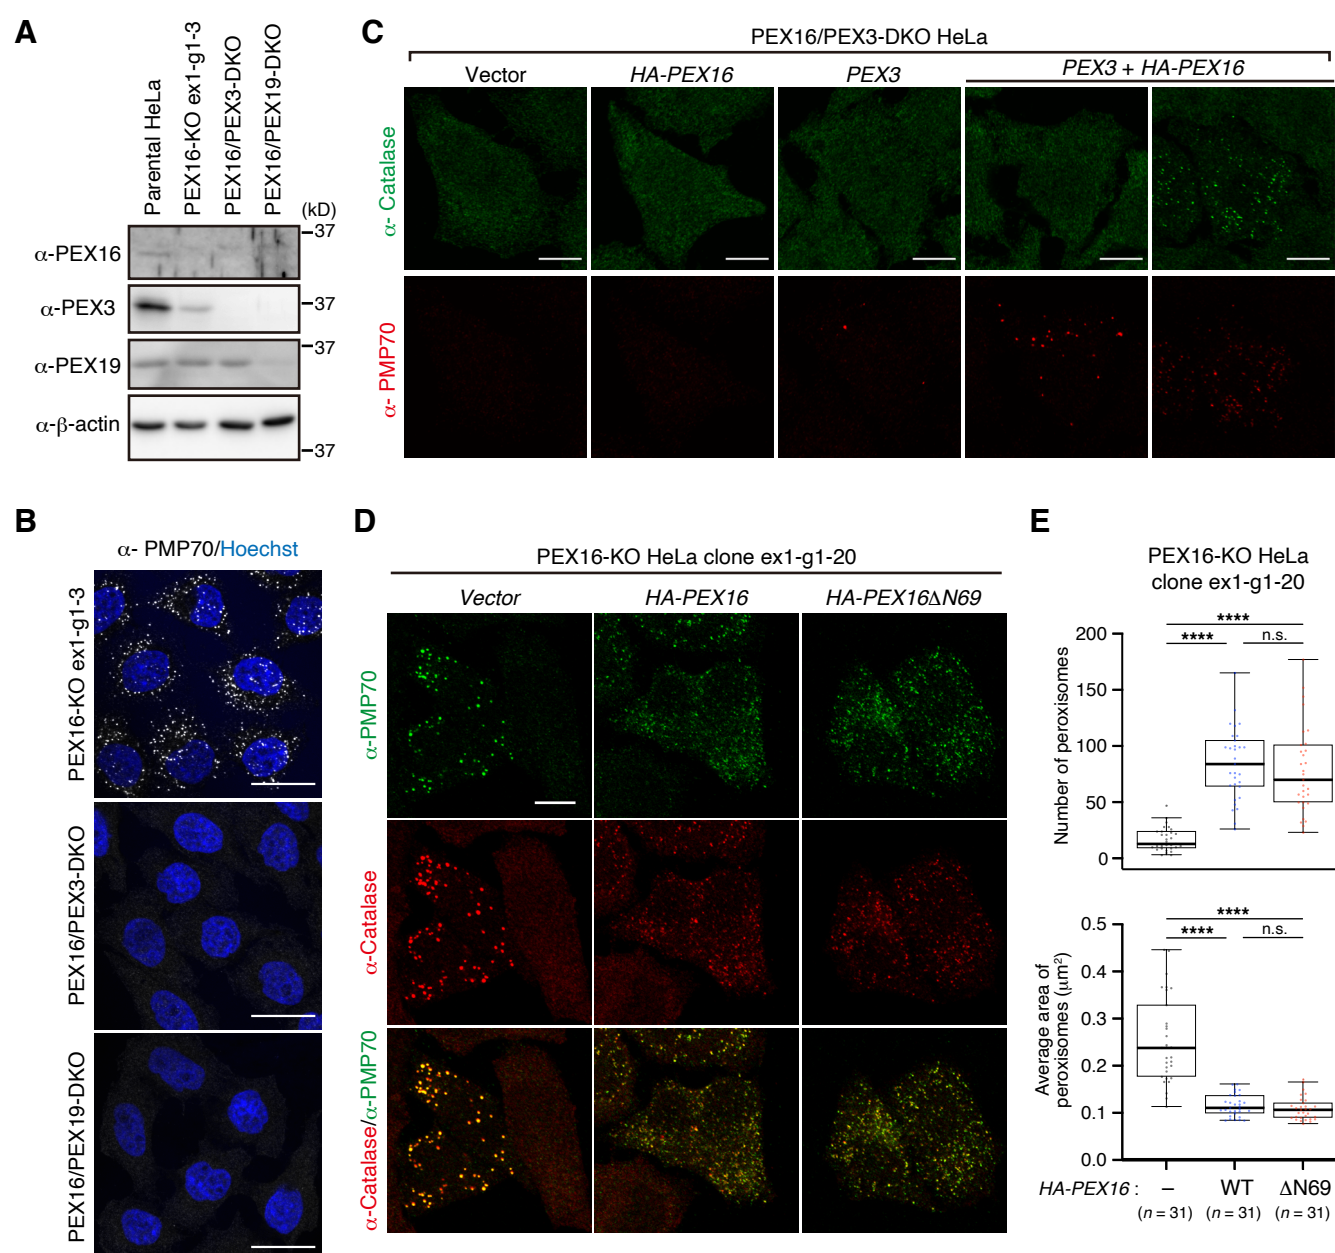 A
Parental HeLa
PEX16-KO ex1-g1-3
PEX16/PEX3-DKO
PEX16/PEX19-DKO
(kD)
α-PEX16
37
α-PEX3
37
α-PEX19
37
α-β-actin
37
B
α- PMP70/Hoechst
PEX16-KO ex1-g1-3
PEX16/PEX3-DKO
PEX16/PEX19-DKO
C
PEX16/PEX3-DKO HeLa
Vector
HA-PEX16
PEX3
PEX3 + HA-PEX16
α- Catalase
α- PMP70
D
PEX16-KO HeLa clone ex1-g1-20
Vector
HA-PEX16
HA-PEX16ΔN69
α-PMP70
α-Catalase
α-Catalase/α-PMP70
E
PEX16-KO HeLa
clone ex1-g1-20
Number of peroxisomes
200
150
100
50
0
****
**** n.s.
Average area of
peroxisomes (μm²)
0.5
0.4
0.3
0.2
0.1
0.0
****
**** n.s.
HA-PEX16 : – WT ΔN69
(n = 31) (n = 31) (n = 31)